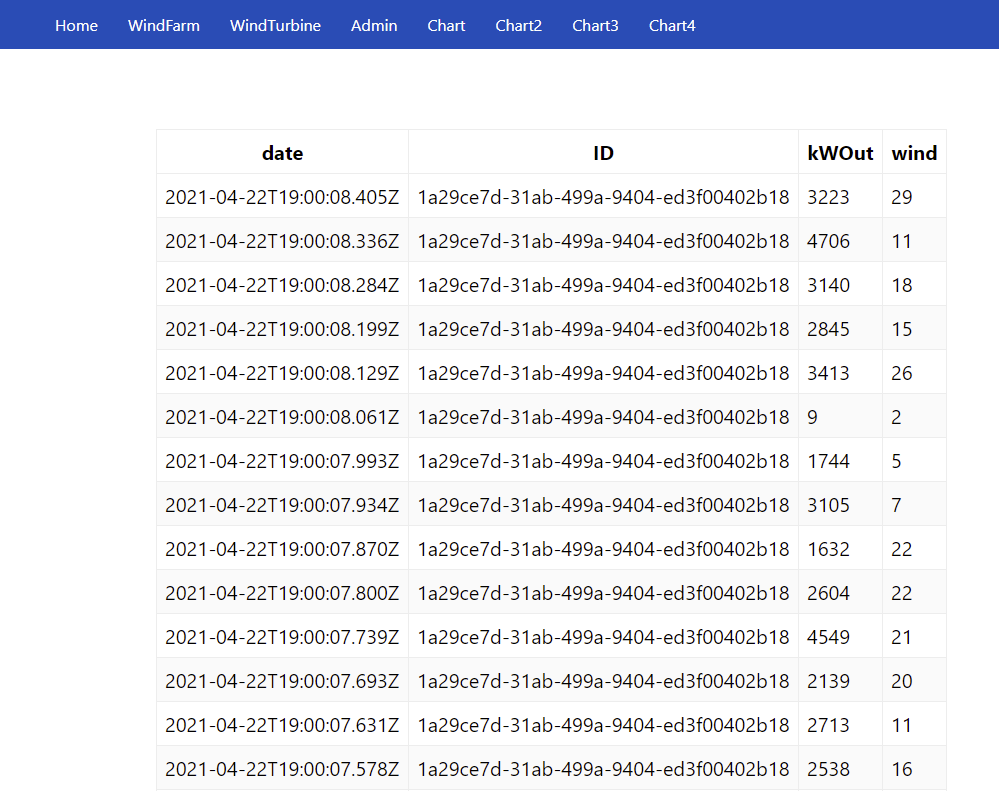 Home WindFarm WindTurbine Admin Chart Chart2 Chart3 Chart4
date ID kWOut wind
2021-04-22T19:00:08.405Z 1a29ce7d-31ab-499a-9404-ed3f00402b18 3223 29
2021-04-22T19:00:08.336Z 1a29ce7d-31ab-499a-9404-ed3f00402b18 4706 11
2021-04-22T19:00:08.284Z 1a29ce7d-31ab-499a-9404-ed3f00402b18 3140 18
2021-04-22T19:00:08.199Z 1a29ce7d-31ab-499a-9404-ed3f00402b18 2845 15
2021-04-22T19:00:08.129Z 1a29ce7d-31ab-499a-9404-ed3f00402b18 3413 26
2021-04-22T19:00:08.061Z 1a29ce7d-31ab-499a-9404-ed3f00402b18 9 2
2021-04-22T19:00:07.993Z 1a29ce7d-31ab-499a-9404-ed3f00402b18 1744 5
2021-04-22T19:00:07.934Z 1a29ce7d-31ab-499a-9404-ed3f00402b18 3105 7
2021-04-22T19:00:07.870Z 1a29ce7d-31ab-499a-9404-ed3f00402b18 1632 22
2021-04-22T19:00:07.800Z 1a29ce7d-31ab-499a-9404-ed3f00402b18 2604 22
2021-04-22T19:00:07.739Z 1a29ce7d-31ab-499a-9404-ed3f00402b18 4549 21
2021-04-22T19:00:07.693Z 1a29ce7d-31ab-499a-9404-ed3f00402b18 2139 20
2021-04-22T19:00:07.631Z 1a29ce7d-31ab-499a-9404-ed3f00402b18 2713 11
2021-04-22T19:00:07.578Z 1a29ce7d-31ab-499a-9404-ed3f00402b18 2538 16